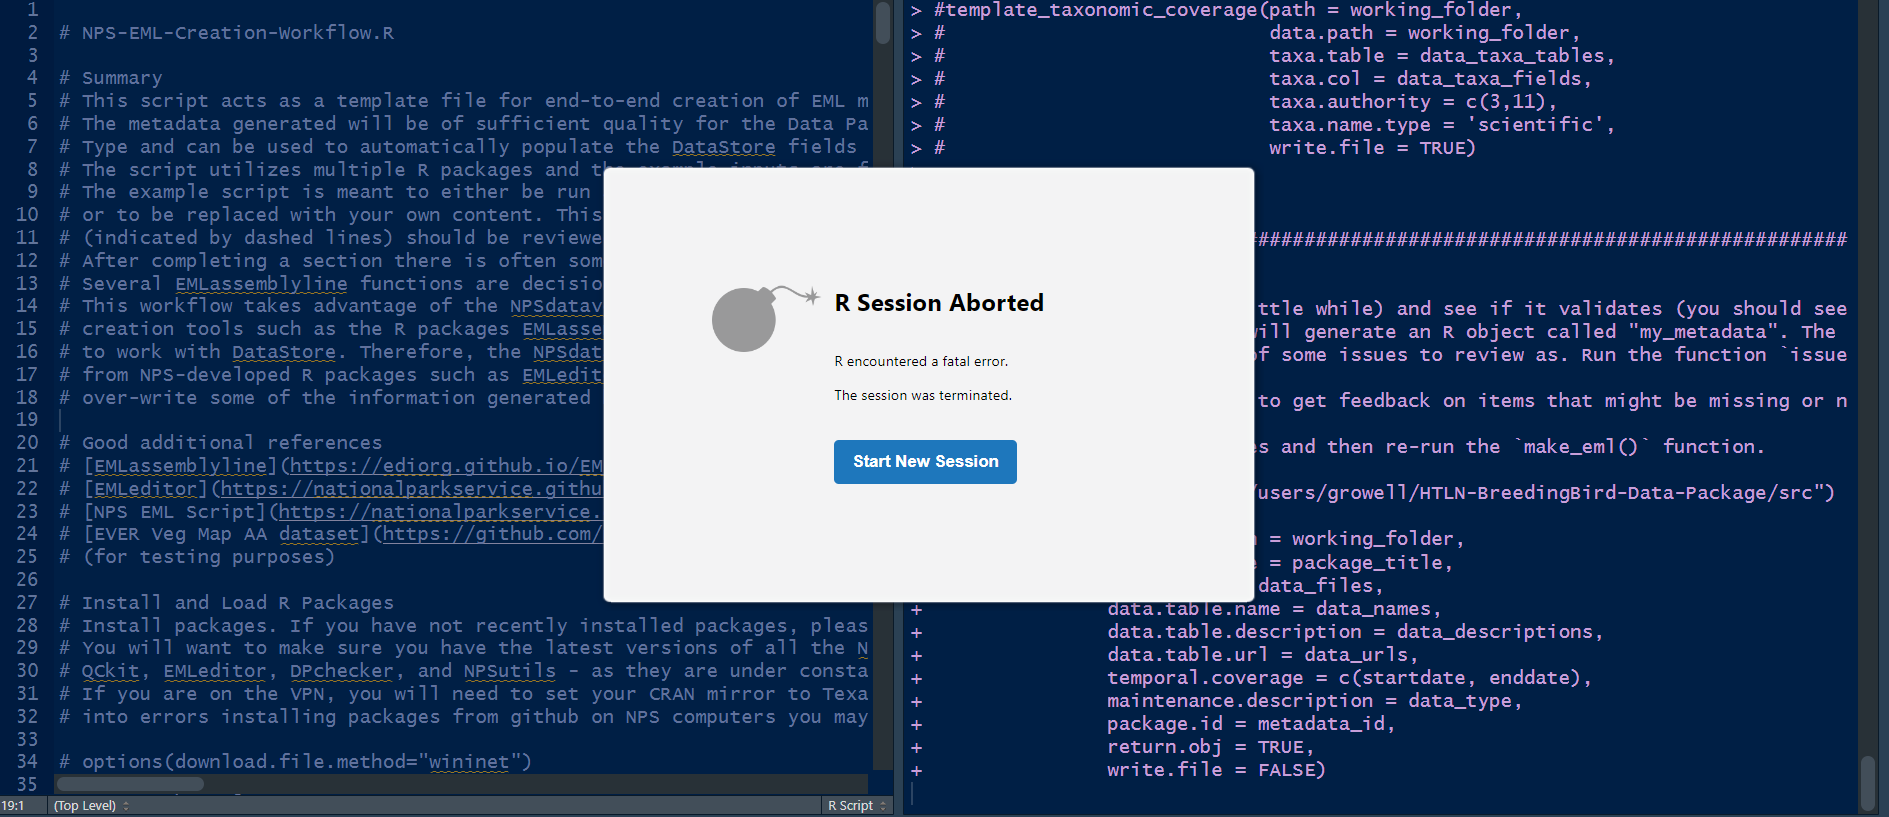 1
2 # NPS-EML-Creation-Workflow.R
3
4 # Summary
5 # This script acts as a template file for end-to-end creation of EML m
6 # The metadata generated will be of sufficient quality for the Data Pa
7 # Type and can be used to automatically populate the DataStore fields
8 # The script utilizes multiple R packages and the example inputs are f
9 # The example script is meant to either be run
10 # or to be replaced with your own content. This
11 # (indicated by dashed lines) should be reviewe
12 # After completing a section there is often som
13 # Several EMLassemblyline functions are decisio
14 # This workflow takes advantage of the NPSdatav
15 # creation tools such as the R packages EMLasse
16 # to work with DataStore. Therefore, the NPSdat
17 # from NPS-developed R packages such as EMLedit
18 # over-write some of the information generated
19
20 # Good additional references
21 # [EMLassemblyline](https://ediorg.github.io/EM
22 # [EMLeditor](https://nationalparkservice.githu
23 # [NPS EML Script](https://nationalparkservice.
24 # [EVER Veg Map AA dataset](https://github.com/
25 # (for testing purposes)
26
27 # Install and Load R Packages
28 # Install packages. If you have not recently installed packages, pleas
29 # You will want to make sure you have the latest versions of all the N
30 # QCkit, EMLeditor, DPchecker, and NPSutils - as they are under consta
31 # If you are on the VPN, you will need to set your CRAN mirror to Texa
32 # into errors installing packages from github on NPS computers you may
33
34 # options(download.file.method="wininet")
35
19:1 (Top Level) R Script
> #template_taxonomic_coverage(path = working_folder,
> # data.path = working_folder,
> # taxa.table = data_taxa_tables,
> # taxa.col = data_taxa_fields,
> # taxa.authority = c(3,11),
> # taxa.name.type = 'scientific',
> # write.file = TRUE)
###################################################
ttle while) and see if it validates (you should see
will generate an R object called "my_metadata". The
of some issues to review as. Run the function `issue
to get feedback on items that might be missing or n
es and then re-run the `make_eml()` function.
/users/growell/HTLN-BreedingBird-Data-Package/src")
= working_folder,
= package_title,
data_files,
+ data.table.name = data_names,
+ data.table.description = data_descriptions,
+ data.table.url = data_urls,
+ temporal.coverage = c(startdate, enddate),
+ maintenance.description = data_type,
+ package.id = metadata_id,
+ return.obj = TRUE,
+ write.file = FALSE)
R Session Aborted
R encountered a fatal error.
The session was terminated.
Start New Session